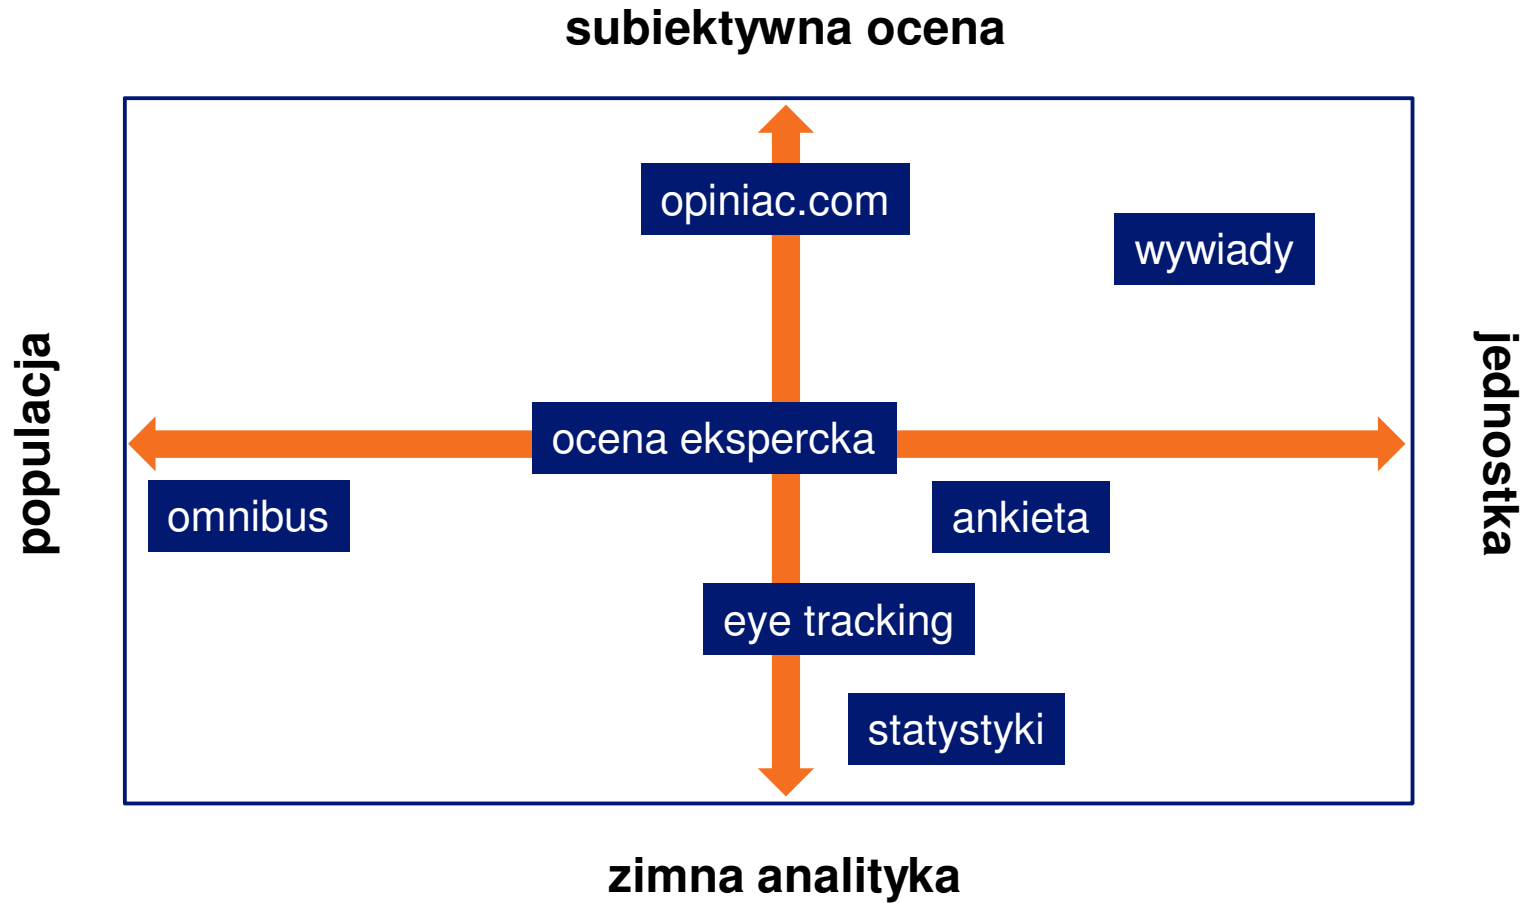 subiektywna ocena
opiniac.com
wywiady
populacja
jednostka
ocena ekspercka
omnibus
ankieta
eye tracking
statystyki
zimna analityka